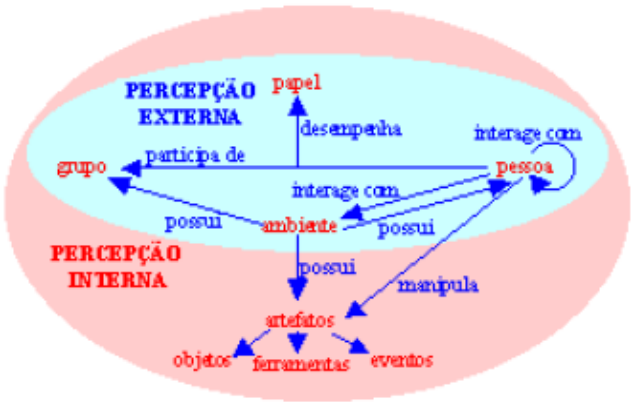 papel
PERCEPÇÃO
EXTERNA
desempenha
interage com
grupo
participa de
pessoa
interage com
possui
ambiente
possui
PERCEPÇÃO
INTERNA
possui
manipula
artefatos
objetos
ferramentas
eventos